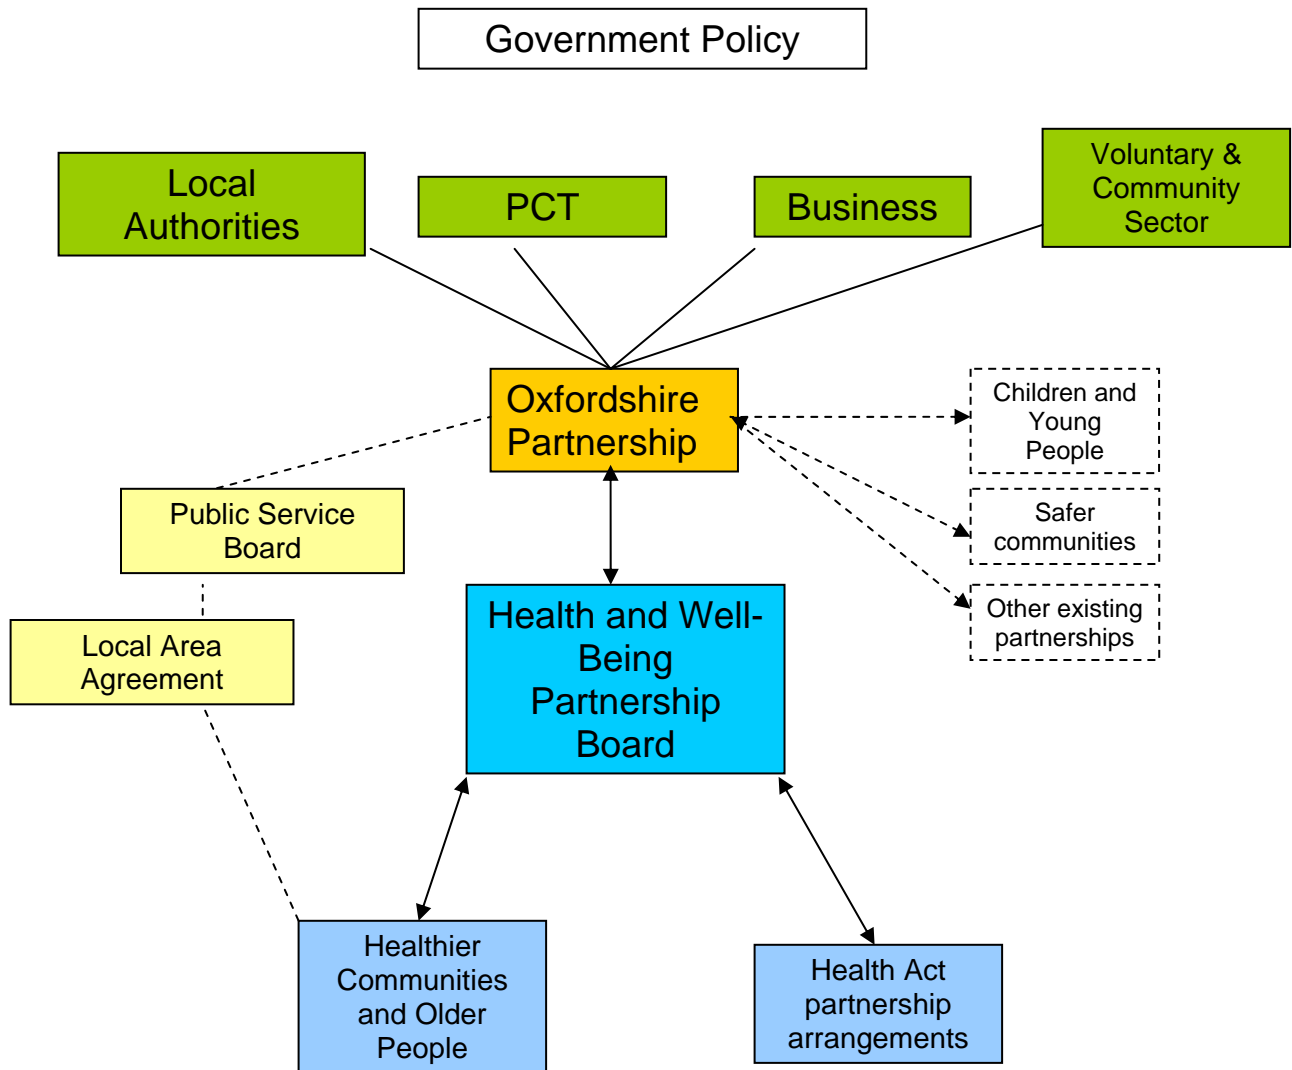 Government Policy
Local
Authorities
PCT
Business
Voluntary &
Community
Sector
Oxfordshire
Partnership
Children and
Young
People
Public Service
Board
Safer
communities
Health and Well-
Being
Partnership
Board
Other existing
partnerships
Local Area
Agreement
Healthier
Communities
and Older
People
Health Act
partnership
arrangements